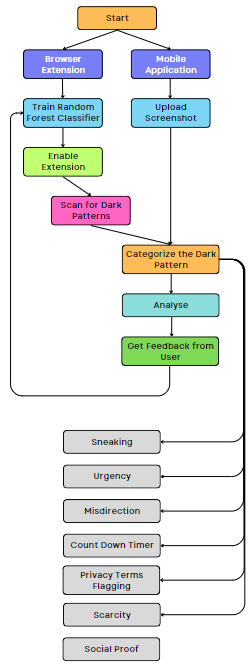 Start
Browser
Extension
Mobile
Application
Train Random
Forest Classifier
Upload
Screenshot
Enable
Extension
Scan for Dark
Patterns
Categorize the Dark
Pattern
Analyse
Get Feedback from
User
Sneaking
Urgency
Misdirection
Count Down Timer
Privacy Terms
Flagging
Scarcity
Social Proof